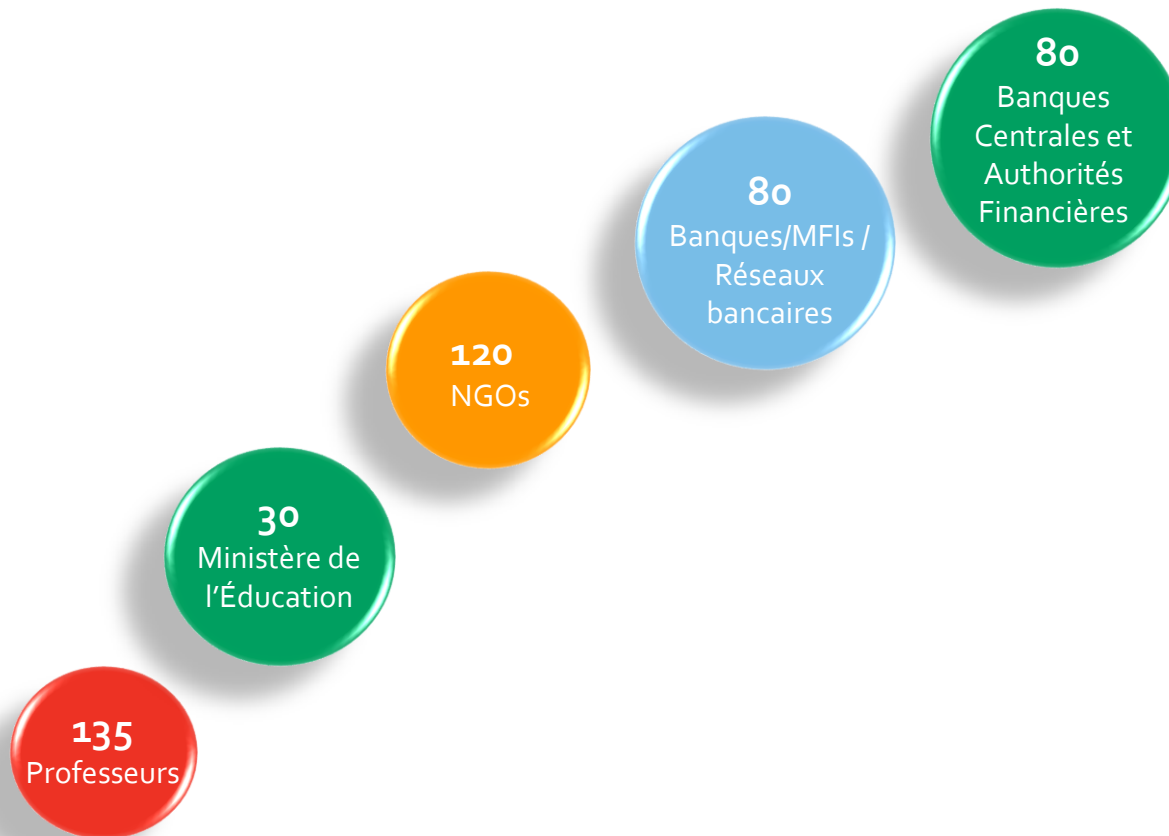 80
Banques
Centrales et
Authorités
Financières
80
Banques/MFIs /
Réseaux
bancaires
120
NGOs
30
Ministère de
l'Éducation
135
Professeurs